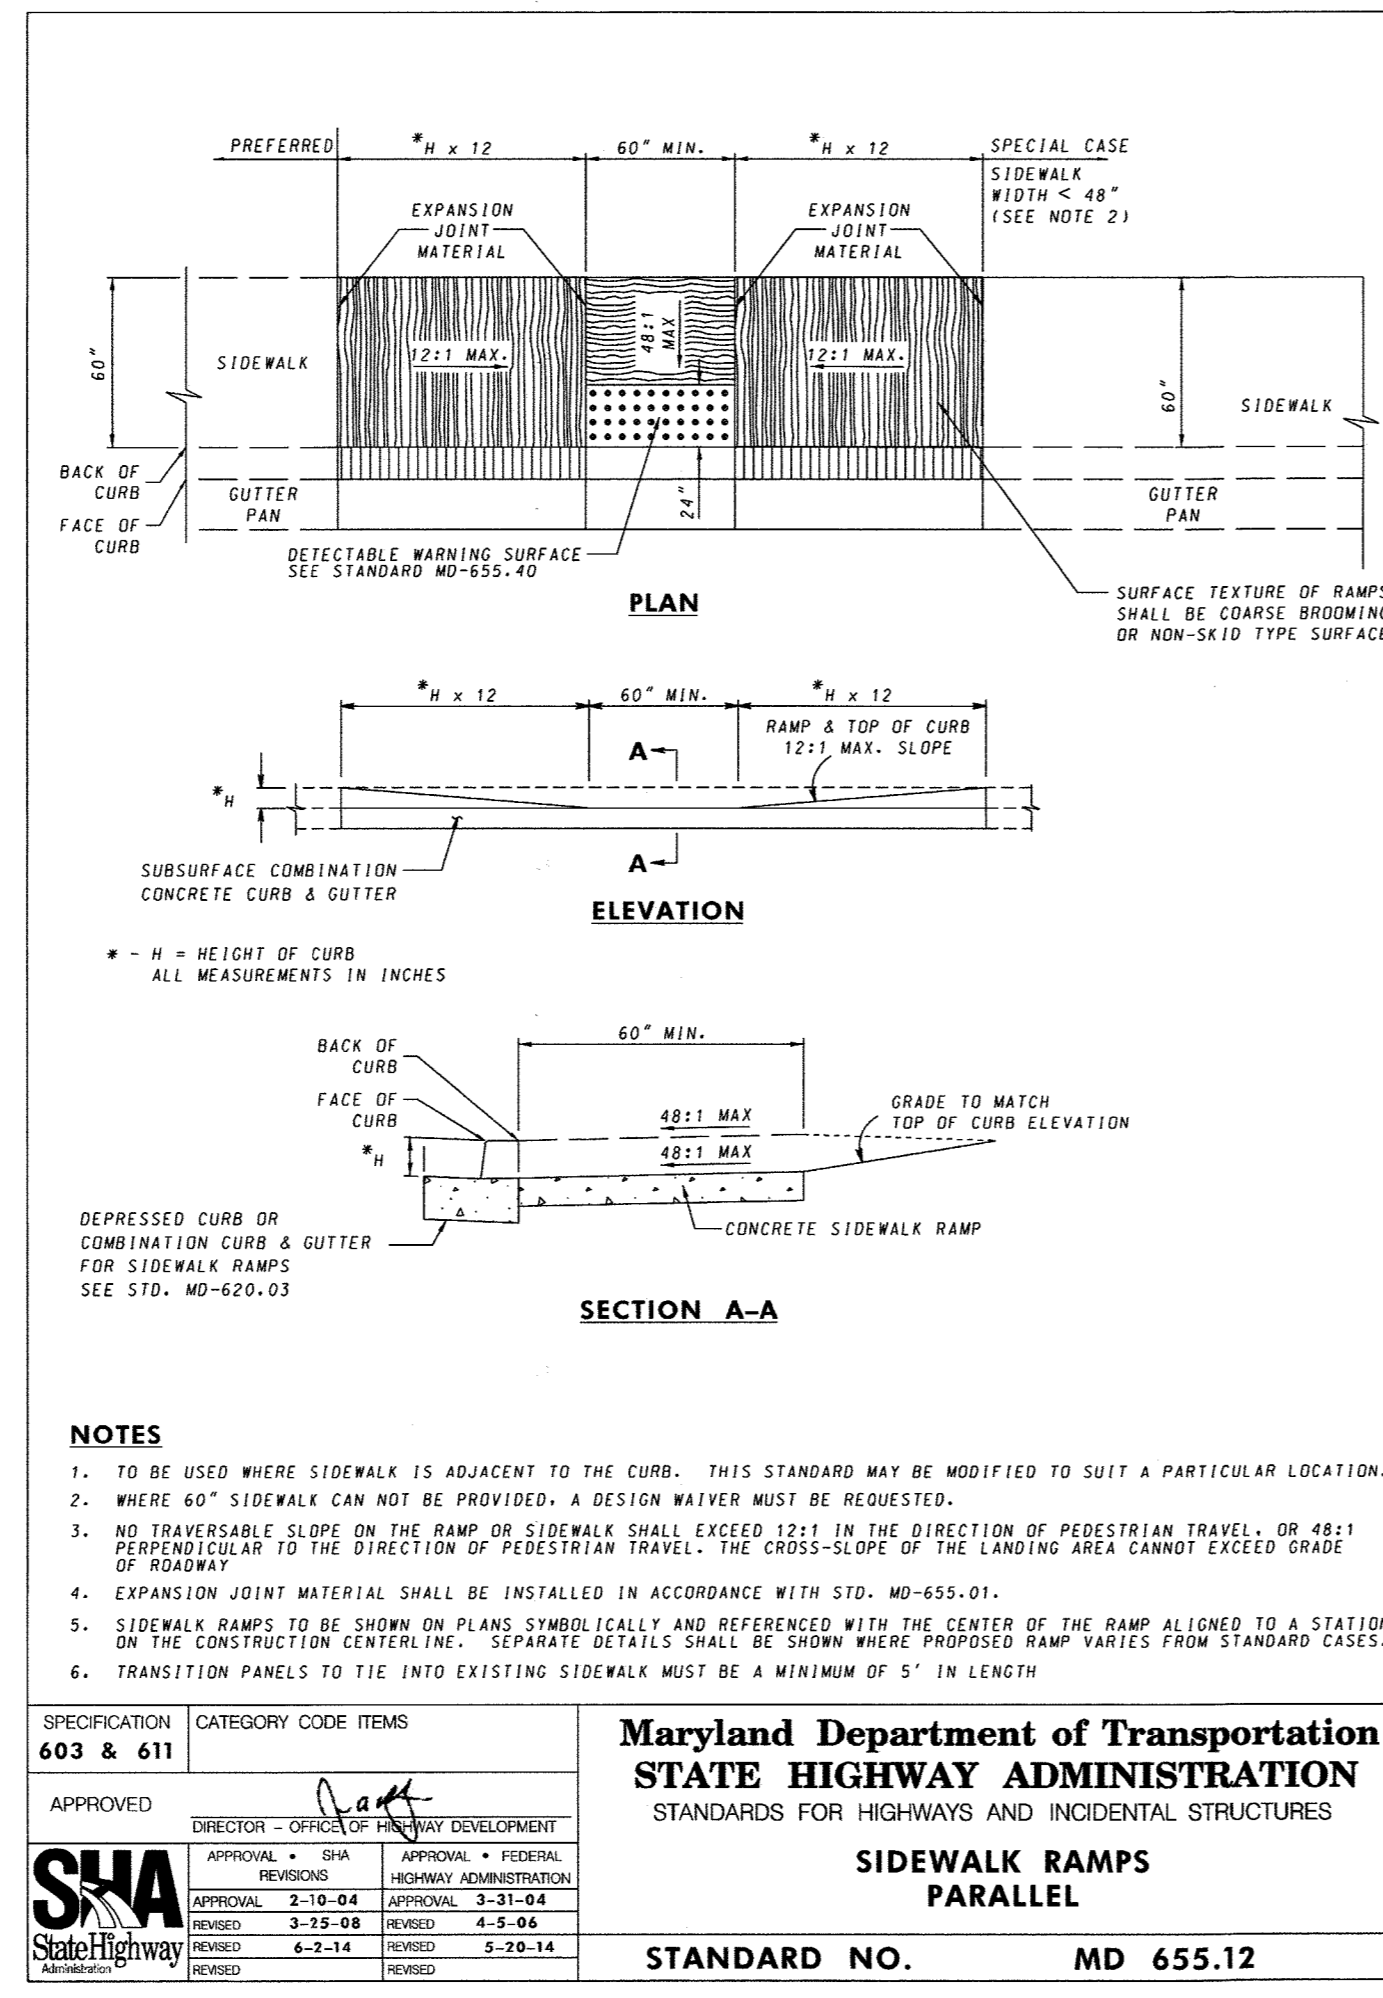 PREFERRED
*H x 12
60" MIN.
*H x 12
SPECIAL CASE
SIDEWALK
WIDTH < 48"
(SEE NOTE 2)
EXPANSION
JOINT
MATERIAL
EXPANSION
JOINT
MATERIAL
60"
SIDEWALK
12:1 MAX.
48:1
MAX
12:1 MAX.
60"
SIDEWALK
BACK OF
CURB
FACE OF
CURB
GUTTER
PAN
24"
GUTTER
PAN
DETECTABLE WARNING SURFACE
SEE STANDARD MD-655.40
PLAN
SURFACE TEXTURE OF RAMPS
SHALL BE COARSE BROOMING
OR NON-SKID TYPE SURFACE
*H x 12
60" MIN.
*H x 12
RAMP & TOP OF CURB
12:1 MAX. SLOPE
A
*H
A
SUBSURFACE COMBINATION
CONCRETE CURB & GUTTER
ELEVATION
* - H = HEIGHT OF CURB
ALL MEASUREMENTS IN INCHES
60" MIN.
BACK OF
CURB
FACE OF
CURB
GRADE TO MATCH
TOP OF CURB ELEVATION
48:1 MAX
48:1 MAX
*H
DEPRESSED CURB OR
COMBINATION CURB & GUTTER
FOR SIDEWALK RAMPS
SEE STD. MD-620.03
CONCRETE SIDEWALK RAMP
SECTION A-A
NOTES
1. TO BE USED WHERE SIDEWALK IS ADJACENT TO THE CURB. THIS STANDARD MAY BE MODIFIED TO SUIT A PARTICULAR LOCATION.
2. WHERE 60" SIDEWALK CAN NOT BE PROVIDED, A DESIGN WAIVER MUST BE REQUESTED.
3. NO TRAVERSABLE SLOPE ON THE RAMP OR SIDEWALK SHALL EXCEED 12:1 IN THE DIRECTION OF PEDESTRIAN TRAVEL, OR 48:1
PERPENDICULAR TO THE DIRECTION OF PEDESTRIAN TRAVEL. THE CROSS-SLOPE OF THE LANDING AREA CANNOT EXCEED GRADE
OF ROADWAY
4. EXPANSION JOINT MATERIAL SHALL BE INSTALLED IN ACCORDANCE WITH STD. MD-655.01.
5. SIDEWALK RAMPS TO BE SHOWN ON PLANS SYMBOLICALLY AND REFERENCED WITH THE CENTER OF THE RAMP ALIGNED TO A STATION
ON THE CONSTRUCTION CENTERLINE. SEPARATE DETAILS SHALL BE SHOWN WHERE PROPOSED RAMP VARIES FROM STANDARD CASES.
6. TRANSITION PANELS TO TIE INTO EXISTING SIDEWALK MUST BE A MINIMUM OF 5' IN LENGTH
SPECIFICATION
603 & 611
CATEGORY CODE ITEMS
APPROVED
DIRECTOR - OFFICE OF HIGHWAY DEVELOPMENT
SHA
StateHighway
Administration
APPROVAL • SHA
REVISIONS
APPROVAL • FEDERAL
HIGHWAY ADMINISTRATION
APPROVAL 2-10-04
APPROVAL 3-31-04
REVISED 3-25-08
REVISED 4-5-06
REVISED 6-2-14
REVISED 5-20-14
REVISED
REVISED
Maryland Department of Transportation
STATE HIGHWAY ADMINISTRATION
STANDARDS FOR HIGHWAYS AND INCIDENTAL STRUCTURES
SIDEWALK RAMPS
PARALLEL
STANDARD NO. MD 655.12